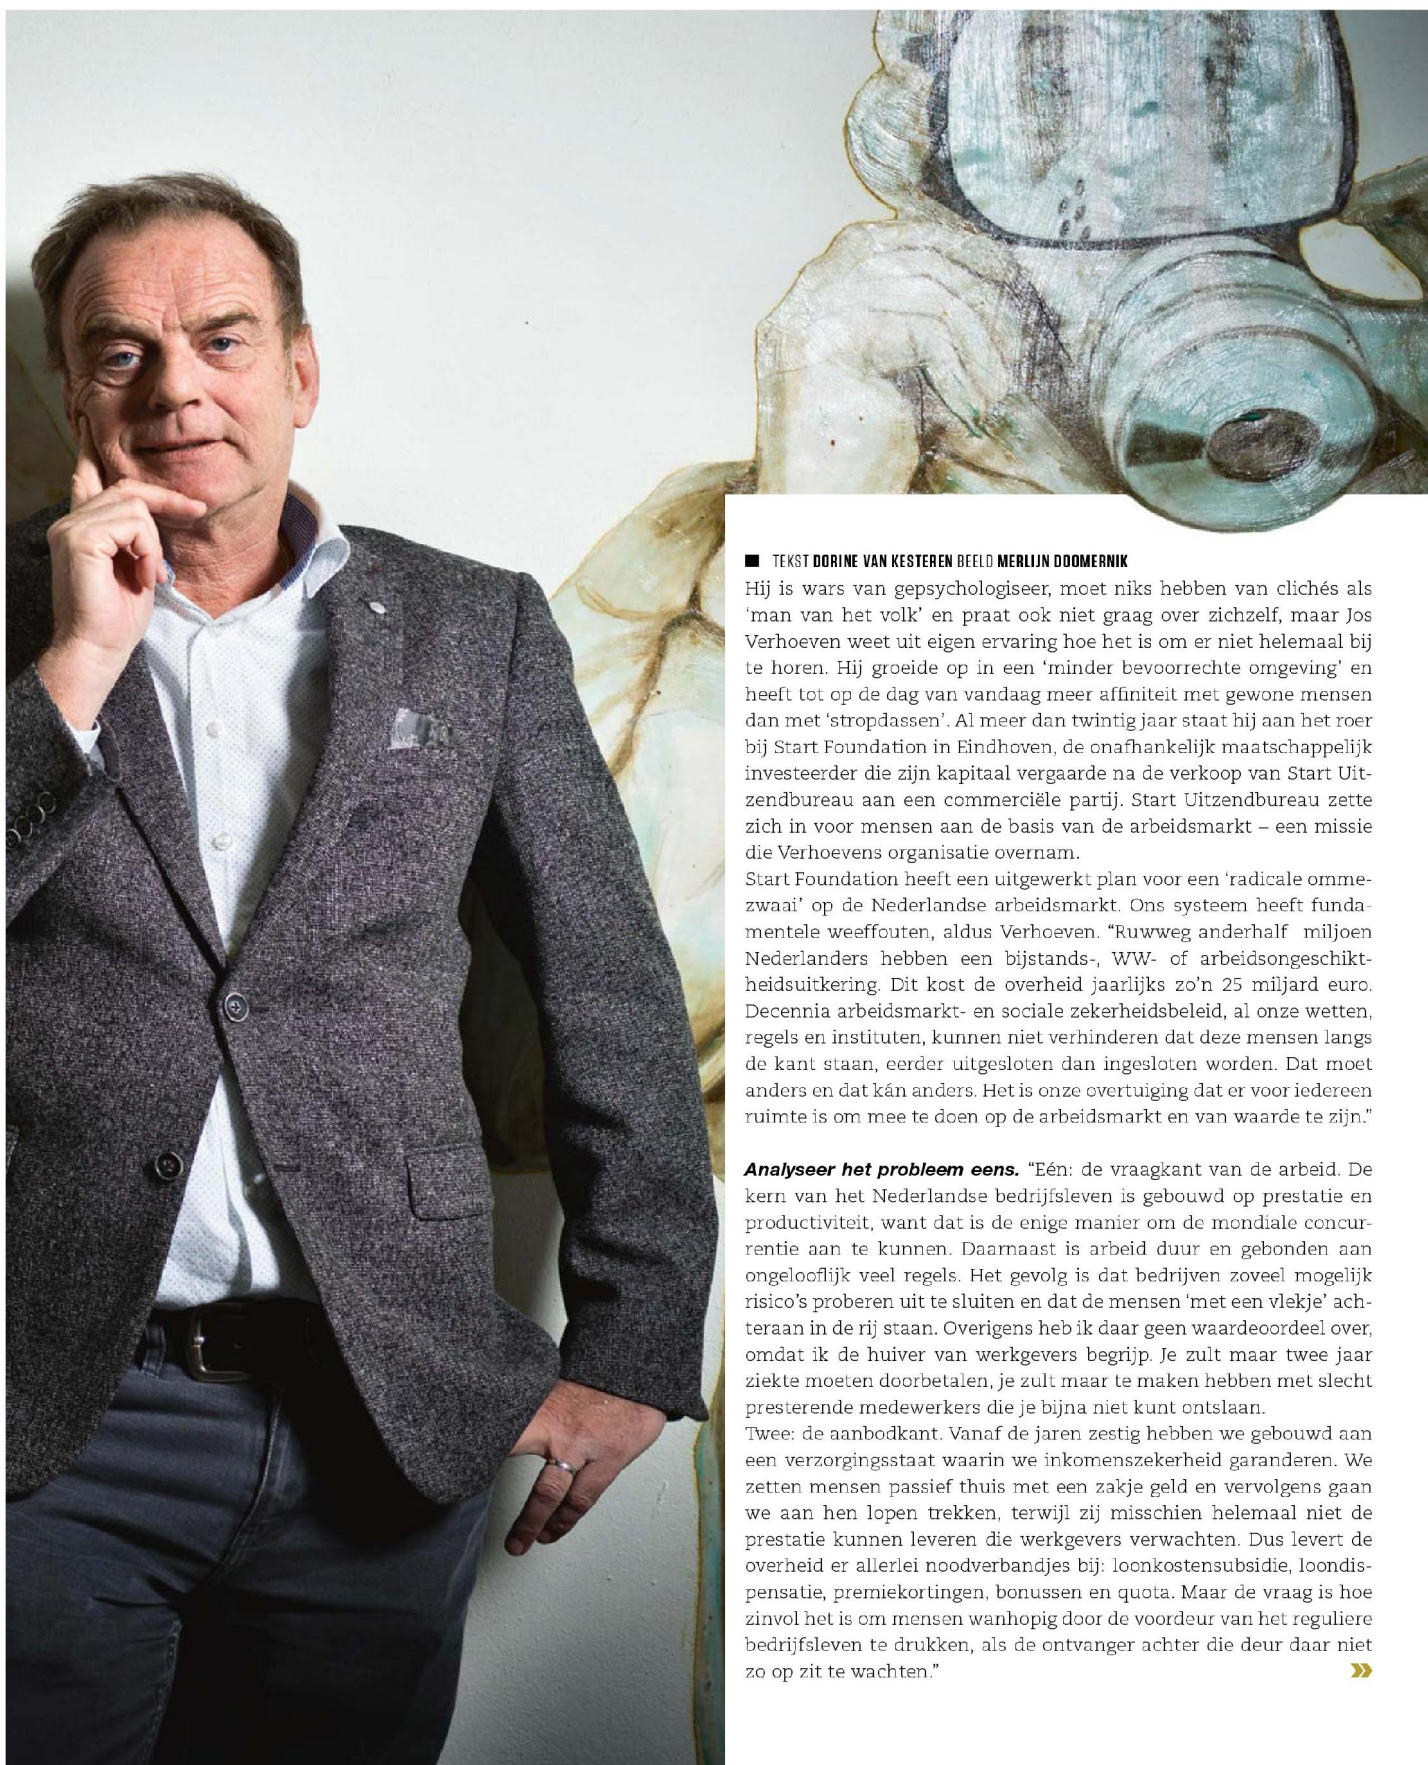 ■ TEKST DORINE VAN KESTEREN BEELD MERLIJN DOOMERNIK
Hij is wars van gepsychologiseer, moet niks hebben van clichés als
‘man van het volk’ en praat ook niet graag over zichzelf, maar Jos
Verhoeven weet uit eigen ervaring hoe het is om er niet helemaal bij
te horen. Hij groeide op in een ‘minder bevoorrechte omgeving’ en
heeft tot op de dag van vandaag meer affiniteit met gewone mensen
dan met ‘stropdassen’. Al meer dan twintig jaar staat hij aan het roer
bij Start Foundation in Eindhoven, de onafhankelijk maatschappelijk
investeerder die zijn kapitaal vergaarde na de verkoop van Start Uit-
zendbureau aan een commerciële partij. Start Uitzendbureau zette
zich in voor mensen aan de basis van de arbeidsmarkt – een missie
die Verhoevens organisatie overnam.
Start Foundation heeft een uitgewerkt plan voor een ‘radicale omme-
zwaai’ op de Nederlandse arbeidsmarkt. Ons systeem heeft funda-
mentele weeffouten, aldus Verhoeven. “Ruwweg anderhalf miljoen
Nederlanders hebben een bijstands-, WW- of arbeidsongeschikt-
heidsuitkering. Dit kost de overheid jaarlijks zo’n 25 miljard euro.
Decennia arbeidsmarkt- en sociale zekerheidsbeleid, al onze wetten,
regels en instituten, kunnen niet verhinderen dat deze mensen langs
de kant staan, eerder uitgesloten dan ingesloten worden. Dat moet
anders en dat kán anders. Het is onze overtuiging dat er voor iedereen
ruimte is om mee te doen op de arbeidsmarkt en van waarde te zijn.”
Analyseer het probleem eens. “Eén: de vraagkant van de arbeid. De
kern van het Nederlandse bedrijfsleven is gebouwd op prestatie en
productiviteit, want dat is de enige manier om de mondiale concur-
rentie aan te kunnen. Daarnaast is arbeid duur en gebonden aan
ongelooflijk veel regels. Het gevolg is dat bedrijven zoveel mogelijk
risico’s proberen uit te sluiten en dat de mensen ‘met een vlekje’ ach-
teraan in de rij staan. Overigens heb ik daar geen waardeoordeel over,
omdat ik de huiver van werkgevers begrijp. Je zult maar twee jaar
ziekte moeten doorbetalen, je zult maar te maken hebben met slecht
presterende medewerkers die je bijna niet kunt ontslaan.
Twee: de aanbodkant. Vanaf de jaren zestig hebben we gebouwd aan
een verzorgingsstaat waarin we inkomenszekerheid garanderen. We
zetten mensen passief thuis met een zakje geld en vervolgens gaan
we aan hen lopen trekken, terwijl zij misschien helemaal niet de
prestatie kunnen leveren die werkgevers verwachten. Dus levert de
overheid er allerlei noodverbandjes bij: loonkostensubsidie, loondis-
pensatie, premiekortingen, bonussen en quota. Maar de vraag is hoe
zinvol het is om mensen wanhopig door de voordeur van het reguliere
bedrijfsleven te drukken, als de ontvanger achter die deur daar niet
zo op zit te wachten.” »